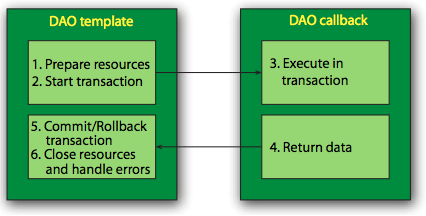 DAO template
1. Prepare resources
2. Start transaction
5. Commit/Rollback
transaction
6. Close resources
and handle errors
DAO callback
3. Execute in
transaction
4. Return data